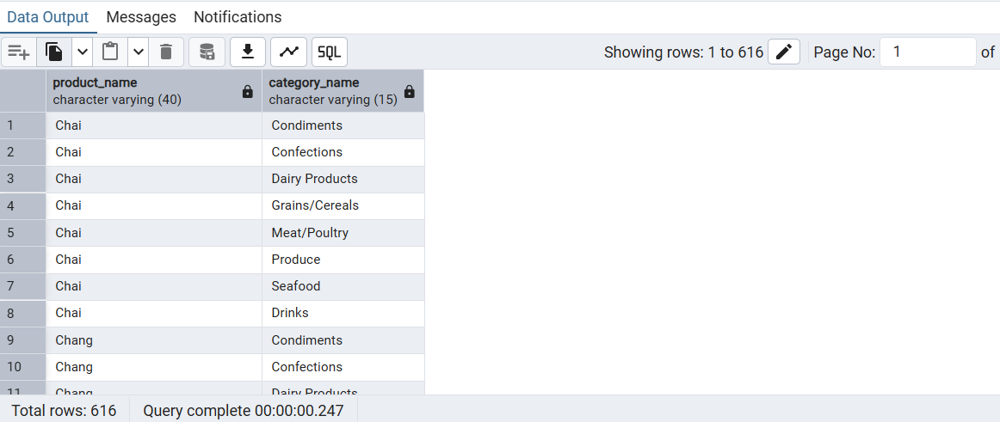 Data Output Messages Notifications
SQL Showing rows: 1 to 616 Page No: 1 of
product_name category_name
character varying (40) character varying (15)
1 Chai Condiments
2 Chai Confections
3 Chai Dairy Products
4 Chai Grains/Cereals
5 Chai Meat/Poultry
6 Chai Produce
7 Chai Seafood
8 Chai Drinks
9 Chang Condiments
10 Chang Confections
11 Chang Dairy Products
Total rows: 616 Query complete 00:00:00.247